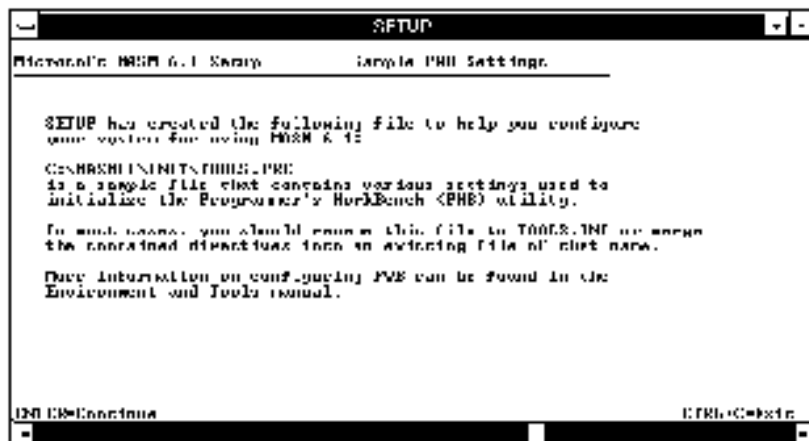 SETUP
Microsoft MASM 6.1 Setup Sample PWB Settings
SETUP has created the following file to help you configure
your system for using MASM 6.1:
C:\MASM611\INIT\TOOLS.PRE
is a sample file that contains various settings used to
initialize the Programmer's WorkBench (PWB) utility.
In most cases, you should rename this file to TOOLS.INI or merge
the contained directives into an existing file of that name.
More information on configuring PWB can be found in the
Environment and Tools manual.
ENTER=Continue CTRL+C=Exit